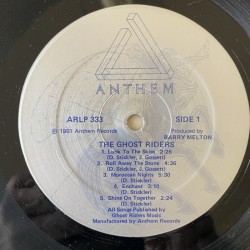 ANTHEM
ARLP 333
SIDE 1
℗ 1981 Anthem Records
Produced by
BARRY MELTON
THE GHOST RIDERS
1. Look To The Skies 2:25
(D. Stickler, J. Gossett)
2. Roll Away The Stone 4:36
(D. Stickler, J. Gossett)
3. Moroccan Nights 5:30
(D. Stickler)
4. Enchant 3:10
(D. Stickler)
5. Shine On Together 5:2
(D. Stickler)
All Songs Published by
Ghost Riders Music
Manufactured by Anthem Records